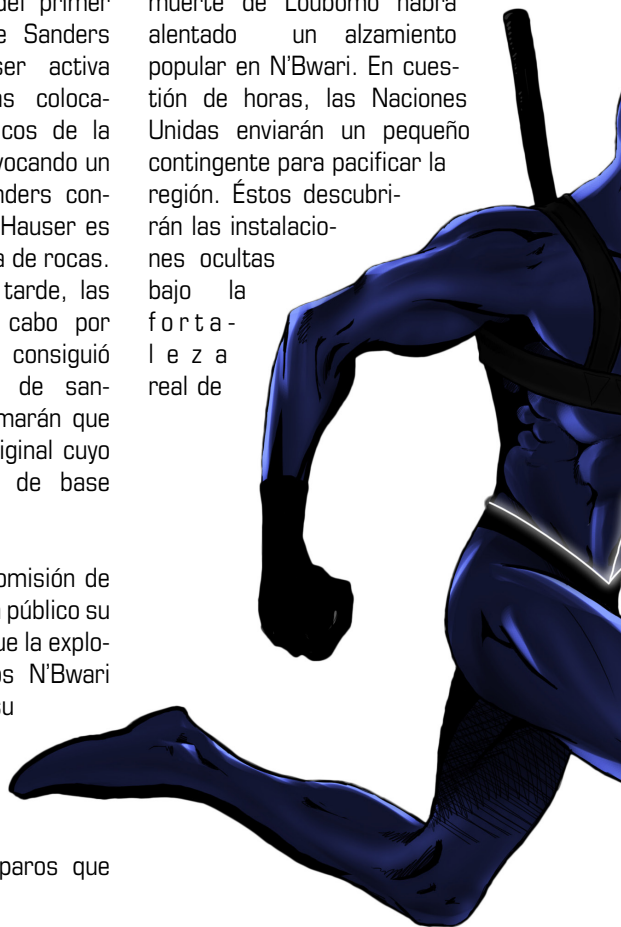 del primer
e Sanders
ser activa
as coloca-
cos de la
vocando un
nders con-
Hauser es
a de rocas.
tarde, las
cabo por
consiguió
de san-
marán que
iginal cuyo
de base
omisión de
público su
ue la explo-
os N'Bwari
su
paros que
muerte de Loubomo habrá
alentado un alzamiento
popular en N'Bwari. En cues-
tión de horas, las Naciones
Unidas enviarán un pequeño
contingente para pacificar la
región. Éstos descubri-
rán las instalacio-
nes ocultas
bajo la
forta-
leza
real de